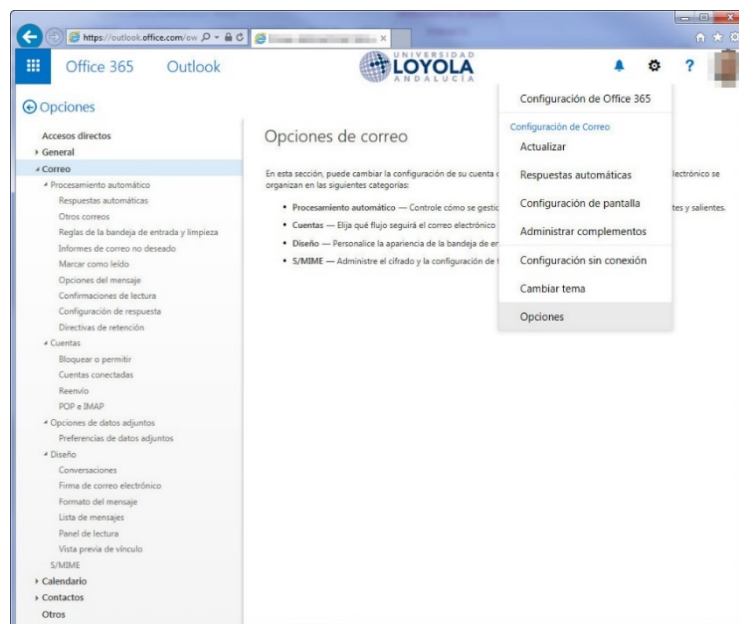 https://outlook.office.com/ow
Office 365 Outlook
UNIVERSIDAD
LOYOLA
ANDALUCÍA
?
Opciones
Accesos directos
General
Correo
Procesamiento automático
Respuestas automáticas
Otros correos
Reglas de la bandeja de entrada y limpieza
Informes de correo no deseado
Marcar como leído
Opciones del mensaje
Confirmaciones de lectura
Configuración de respuesta
Directivas de retención
Cuentas
Bloquear o permitir
Cuentas conectadas
Reenvío
POP e IMAP
Opciones de datos adjuntos
Preferencias de datos adjuntos
Diseño
Conversaciones
Firma de correo electrónico
Formato del mensaje
Lista de mensajes
Panel de lectura
Vista previa de vínculo
S/MIME
Calendario
Contactos
Otros
Opciones de correo
En esta sección, puede cambiar la configuración de su cuenta lectrónico se
organizan en las siguientes categorías:
• Procesamiento automático — Controle cómo se gestic tes y salientes.
• Cuentas — Elija qué flujo seguirá el correo electrónico
• Diseño — Personalice la apariencia de la bandeja de
• S/MIME — Administre el cifrado y la configuración de
Configuración de Office 365
Configuración de Correo
Actualizar
Respuestas automáticas
Configuración de pantalla
Administrar complementos
Configuración sin conexión
Cambiar tema
Opciones